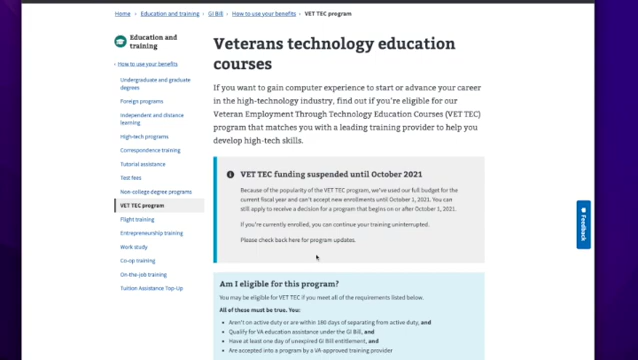 Home › Education and training › GI Bill › How to use your benefits › VET TEC program
Education and
training
‹ How to use your benefits
Undergraduate and graduate
degrees
Foreign programs
Independent and distance
learning
High-tech programs
Correspondence training
Tutorial assistance
Test fees
Non-college degree programs
VET TEC program
Flight training
Entrepreneurship training
Work study
Co-op training
On-the-job training
Tuition Assistance Top-Up
Veterans technology education
courses
If you want to gain computer experience to start or advance your career
in the high-technology industry, find out if you're eligible for our
Veteran Employment Through Technology Education Courses (VET TEC)
program that matches you with a leading training provider to help you
develop high-tech skills.
VET TEC funding suspended until October 2021
Because of the popularity of the VET TEC program, we've used our full budget for the
current fiscal year and can't accept new enrollments until October 1, 2021. You can
still apply to receive a decision for a program that begins on or after October 1, 2021.
If you're currently enrolled, you can continue your training uninterrupted.
Please check back here for program updates.
Am I eligible for this program?
You may be eligible for VET TEC if you meet all of the requirements listed below.
All of these must be true. You:
• Aren't on active duty or are within 180 days of separating from active duty, and
• Qualify for VA education assistance under the GI Bill, and
• Have at least one day of unexpired GI Bill entitlement, and
• Are accepted into a program by a VA-approved training provider
Feedback